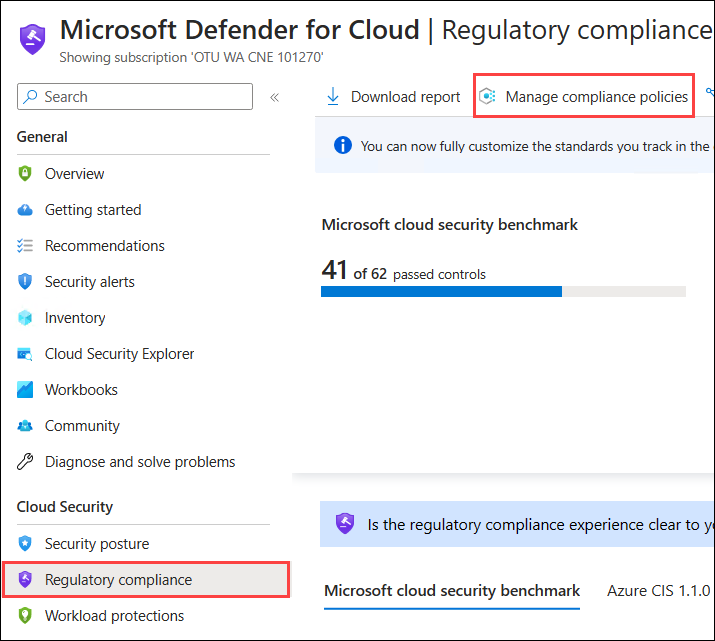 Microsoft Defender for Cloud | Regulatory compliance
Showing subscription 'OTU WA CNE 101270'
Search
«
Download report
Manage compliance policies
General
Overview
Getting started
Recommendations
Security alerts
Inventory
Cloud Security Explorer
Workbooks
Community
Diagnose and solve problems
Cloud Security
Security posture
Regulatory compliance
Workload protections
You can now fully customize the standards you track in the
Microsoft cloud security benchmark
41 of 62 passed controls
Is the regulatory compliance experience clear to
Microsoft cloud security benchmark
Azure CIS 1.1.0